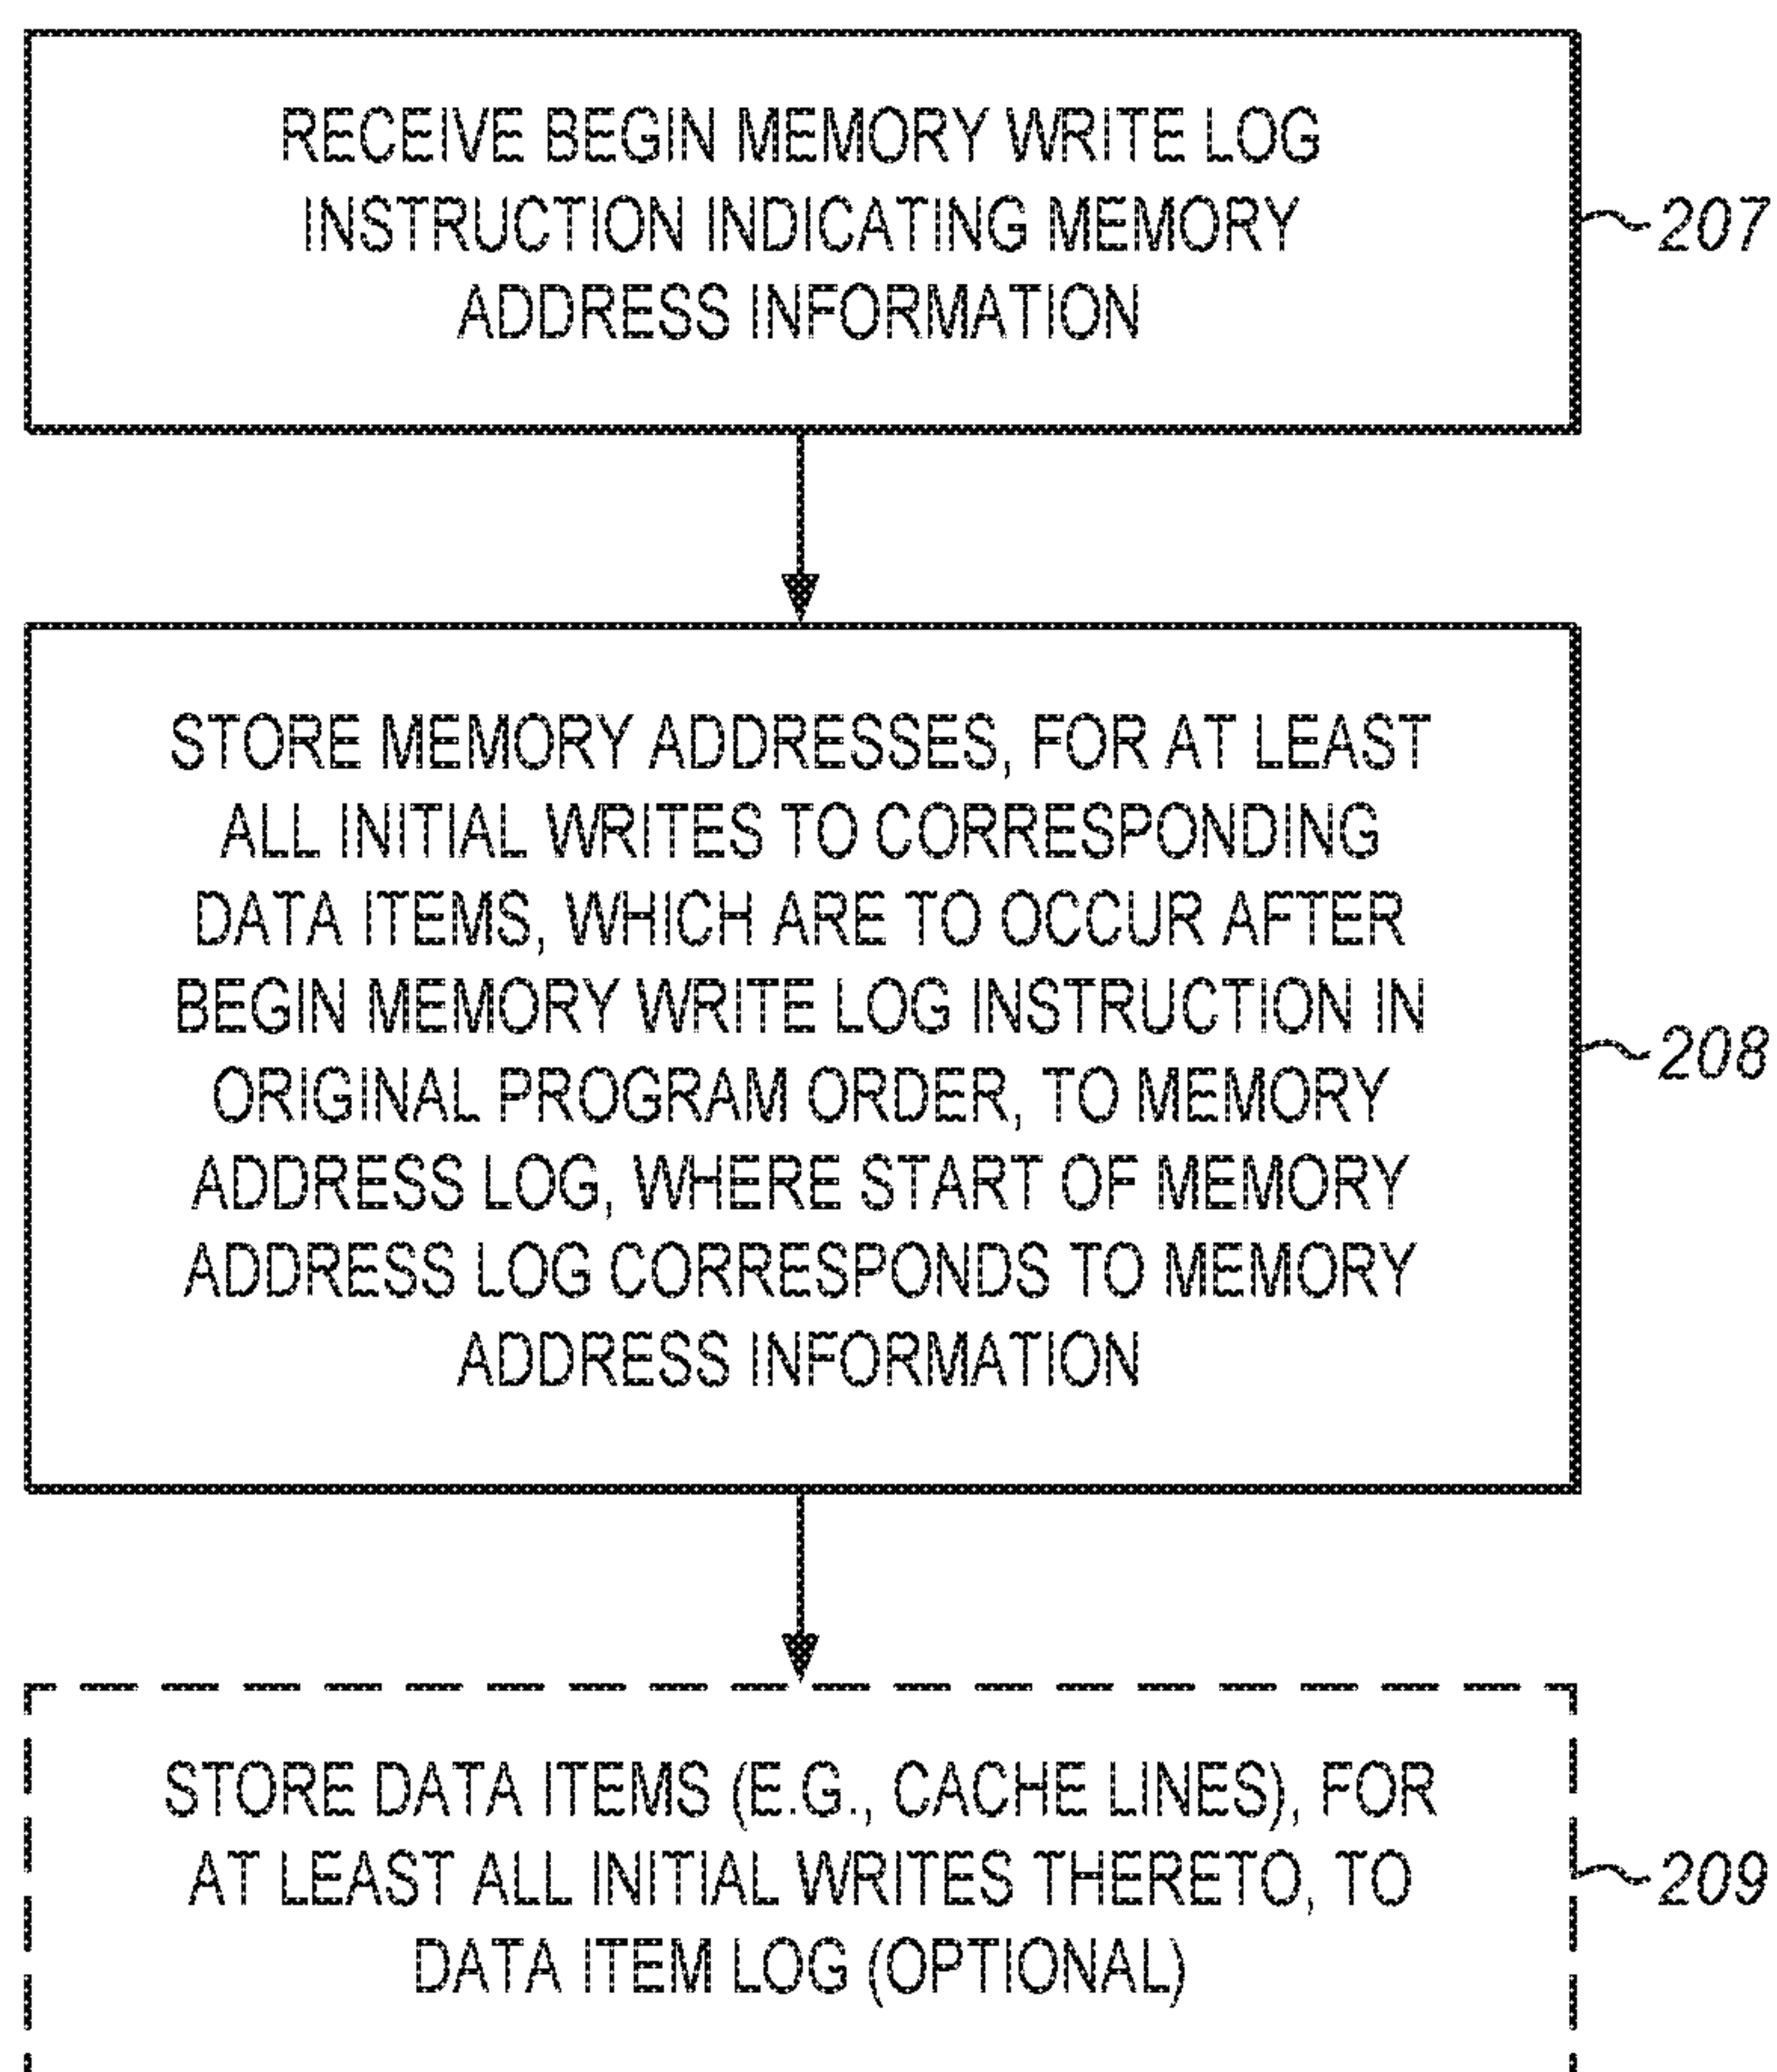 RECEIVE BEGIN MEMORY WRITE LOG
INSTRUCTION INDICATING MEMORY
ADDRESS INFORMATION
207
STORE MEMORY ADDRESSES, FOR AT LEAST
ALL INITIAL WRITES TO CORRESPONDING
DATA ITEMS, WHICH ARE TO OCCUR AFTER
BEGIN MEMORY WRITE LOG INSTRUCTION IN
ORIGINAL PROGRAM ORDER, TO MEMORY
ADDRESS LOG, WHERE START OF MEMORY
ADDRESS LOG CORRESPONDS TO MEMORY
ADDRESS INFORMATION
208
STORE DATA ITEMS (E.G., CACHE LINES), FOR
AT LEAST ALL INITIAL WRITES THERETO, TO
DATA ITEM LOG (OPTIONAL)
209